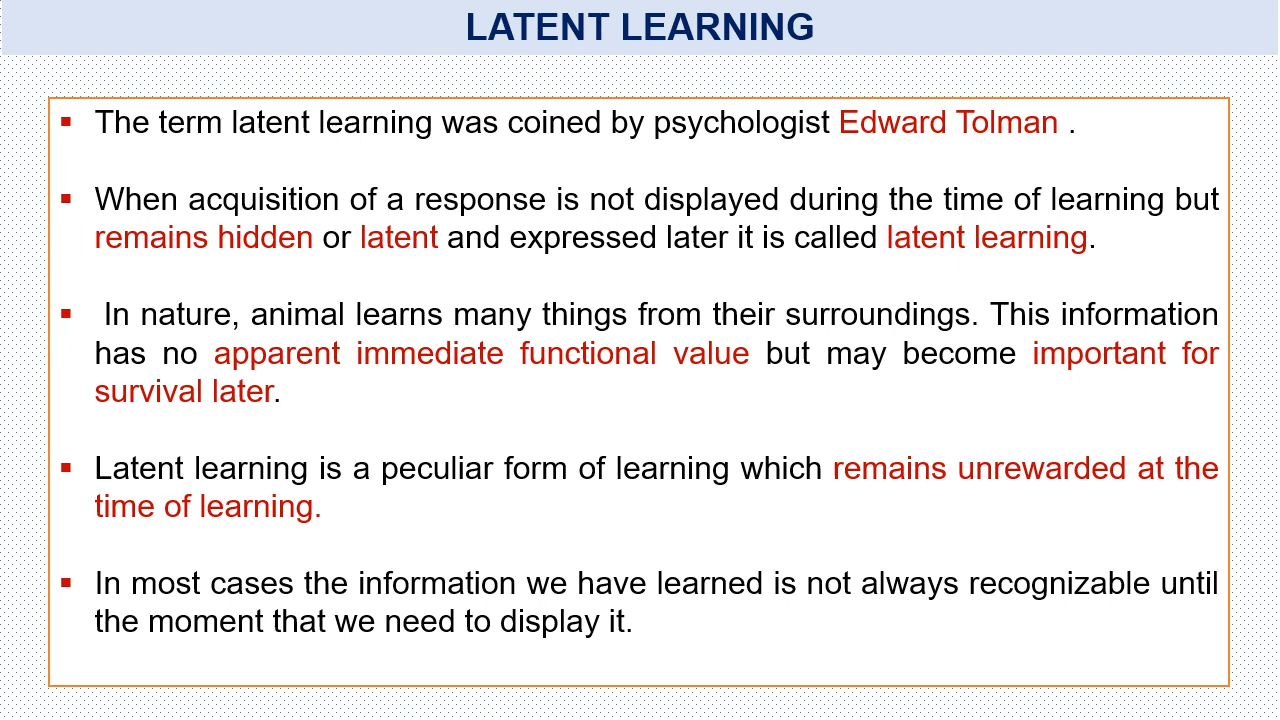 LATENT LEARNING
▪ The term latent learning was coined by psychologist Edward Tolman .
▪ When acquisition of a response is not displayed during the time of learning but
remains hidden or latent and expressed later it is called latent learning.
▪ In nature, animal learns many things from their surroundings. This information
has no apparent immediate functional value but may become important for
survival later.
▪ Latent learning is a peculiar form of learning which remains unrewarded at the
time of learning.
▪ In most cases the information we have learned is not always recognizable until
the moment that we need to display it.